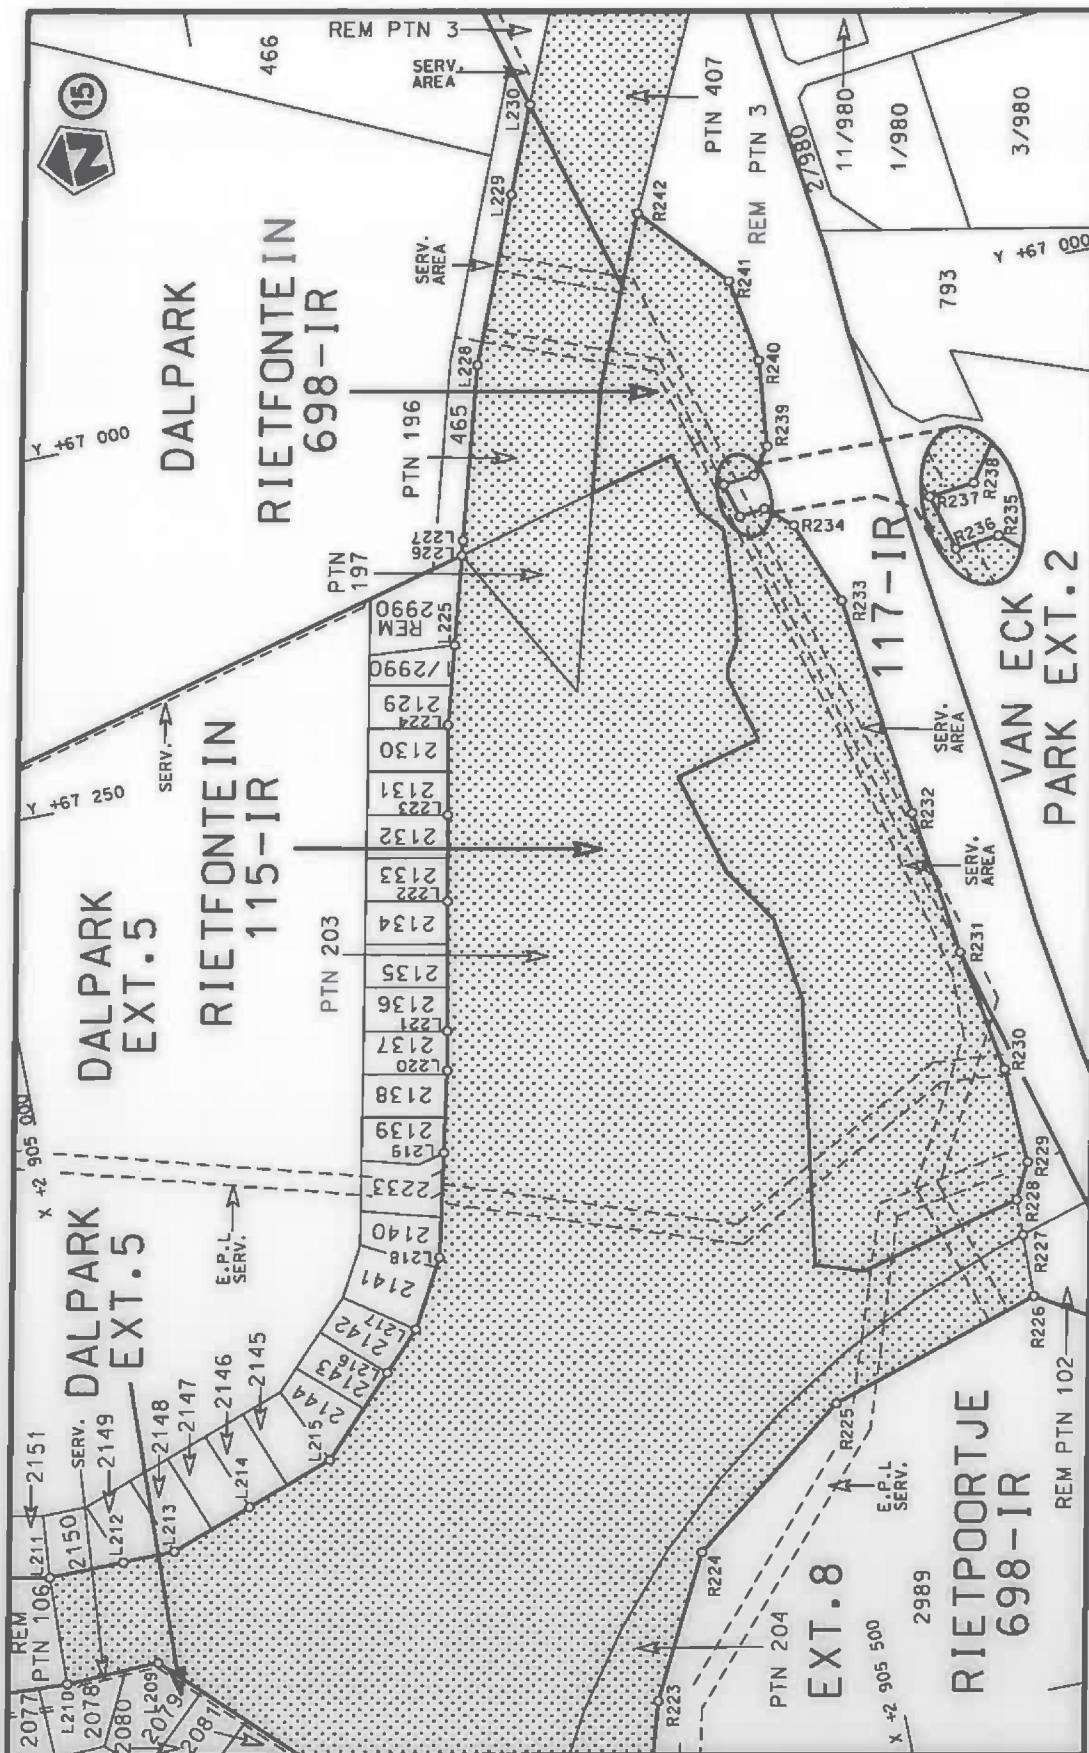 REM PTN 3
466
SERV.
AREA
15
N
L230
PTN 407
11/980
1/980
3/980
2/980
REM PTN 3
L229
R242
Y +67 000
793
SERV.
AREA
R241
DALPARK
RIETFONTEIN
698-IR
L228
R240
Y +67 000
PTN 196
465
R239
R237
R238
R236
R235
R234
L227
L226
PTN
197
REM
2990
L225
1/2990
2129
L224
2130
2131
L223
2132
2133
L222
2134
2135
2136
L221
2137
L220
2138
2139
L219
2233
2140
L218
2141
L217
2142
L216
2143
2144
L215
R233
117-IR
VAN ECK
PARK EXT.2
SERV.
Y +67 250
RIETFONTEIN
115-IR
SERV.
AREA
R232
SERV.
AREA
R231
DALPARK
EXT.5
PTN 203
R230
X +2 905 000
R229
R228
R227
R226
E.P.L
SERV.
DALPARK
EXT.5
2145
2146
2147
2148
2149
SERV.
2151
2150
L214
L213
L212
L211
REM
PTN 106
L210
L209
2077
2078
2080
2079
2081
R225
E.P.L
SERV.
R224
R223
PTN 204
EXT.8
X +2 905 500
2989
RIETPOORTJE
698-IR
REM PTN 102